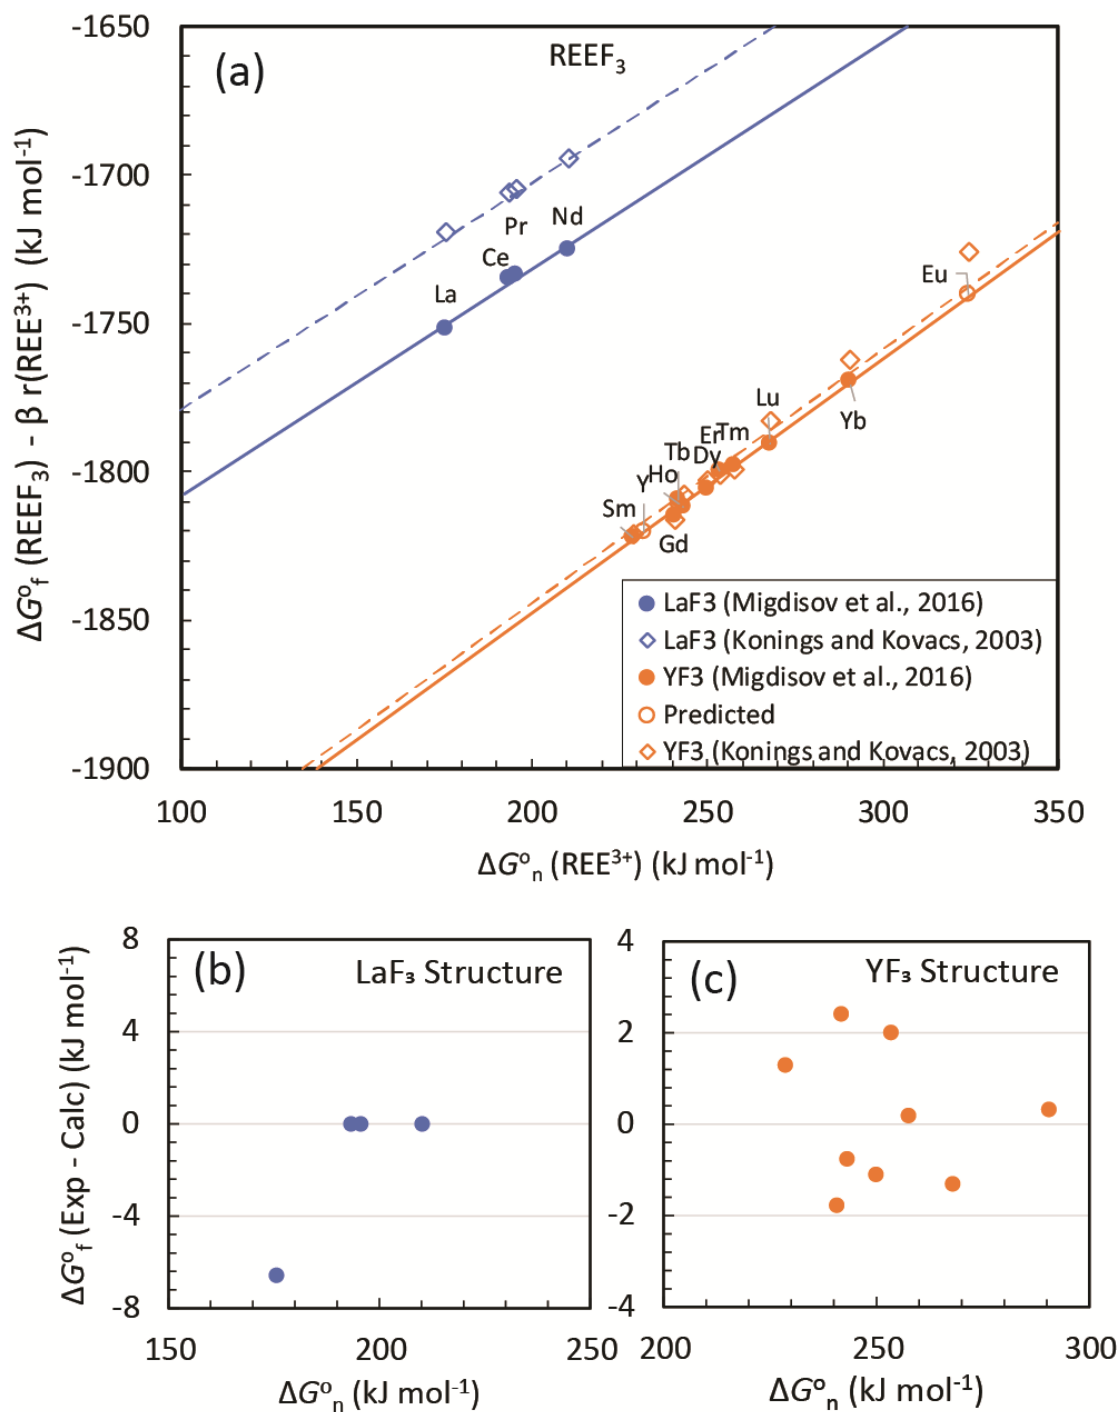 (a)
REEF₃
-1650
-1700
-1750
-1800
-1850
-1900
ΔG°f (REEF₃) - β r(REE³⁺) (kJ mol⁻¹)
La
Ce
Pr
Nd
Sm
Y
Ho
Tb
Gd
Dy
Er
Tm
Lu
Yb
Eu
LaF3 (Migdisov et al., 2016)
LaF3 (Konings and Kovacs, 2003)
YF3 (Migdisov et al., 2016)
Predicted
YF3 (Konings and Kovacs, 2003)
100 150 200 250 300 350
ΔG°n (REE³⁺) (kJ mol⁻¹)
(b)
LaF₃ Structure
8
4
0
-4
-8
ΔG°f (Exp - Calc) (kJ mol⁻¹)
150 200 250
ΔG°n (kJ mol⁻¹)
(c)
YF₃ Structure
4
2
0
-2
-4
200 250 300
ΔG°n (kJ mol⁻¹)